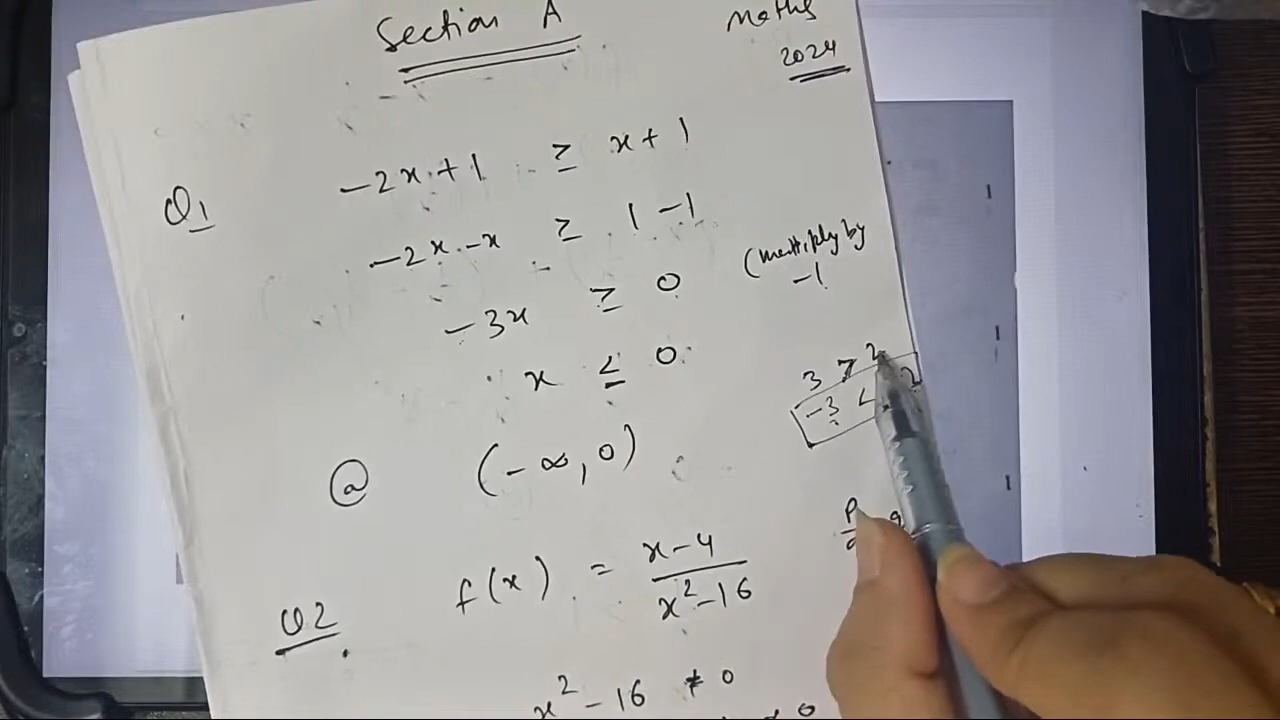 Section A
Maths
2024
Q1
-2x+1 ≥ x+1
-2x-x ≥ 1-1
-3x ≥ 0
(multiply by
-1
x ≤ 0
3 > 2
-3 < -2
ⓐ (-∞,0)
Q2 f(x) = x-4
x²-16
x²-16 ≠ 0